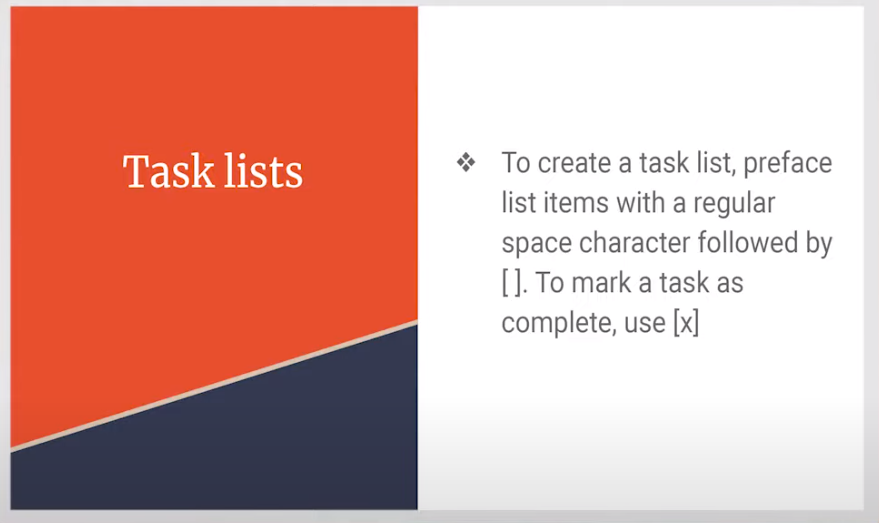 Task lists
❖ To create a task list, preface
list items with a regular
space character followed by
[ ]. To mark a task as
complete, use [x]